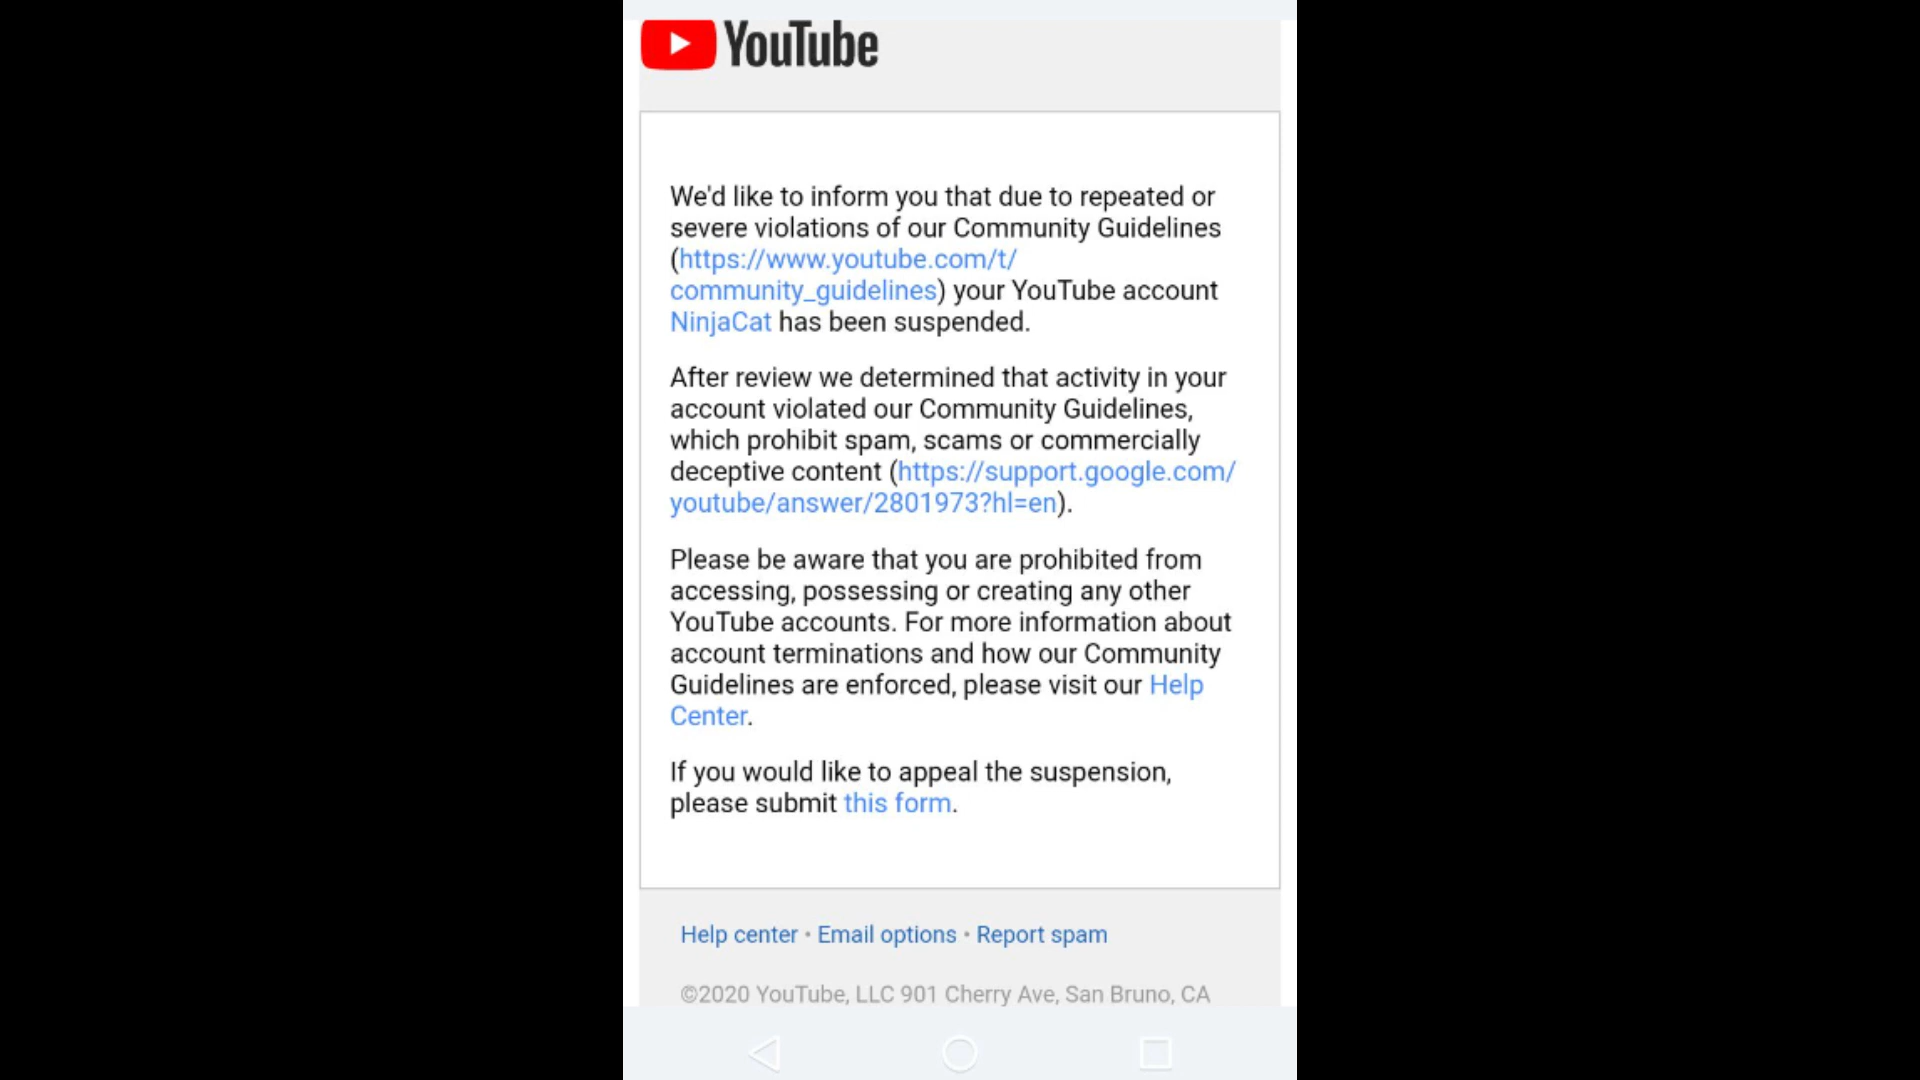 YouTube
We'd like to inform you that due to repeated or
severe violations of our Community Guidelines
(https://www.youtube.com/t/
community_guidelines) your YouTube account
NinjaCat has been suspended.
After review we determined that activity in your
account violated our Community Guidelines,
which prohibit spam, scams or commercially
deceptive content (https://support.google.com/
youtube/answer/2801973?hl=en).
Please be aware that you are prohibited from
accessing, possessing or creating any other
YouTube accounts. For more information about
account terminations and how our Community
Guidelines are enforced, please visit our Help
Center.
If you would like to appeal the suspension,
please submit this form.
Help center • Email options • Report spam
©2020 YouTube, LLC 901 Cherry Ave, San Bruno, CA